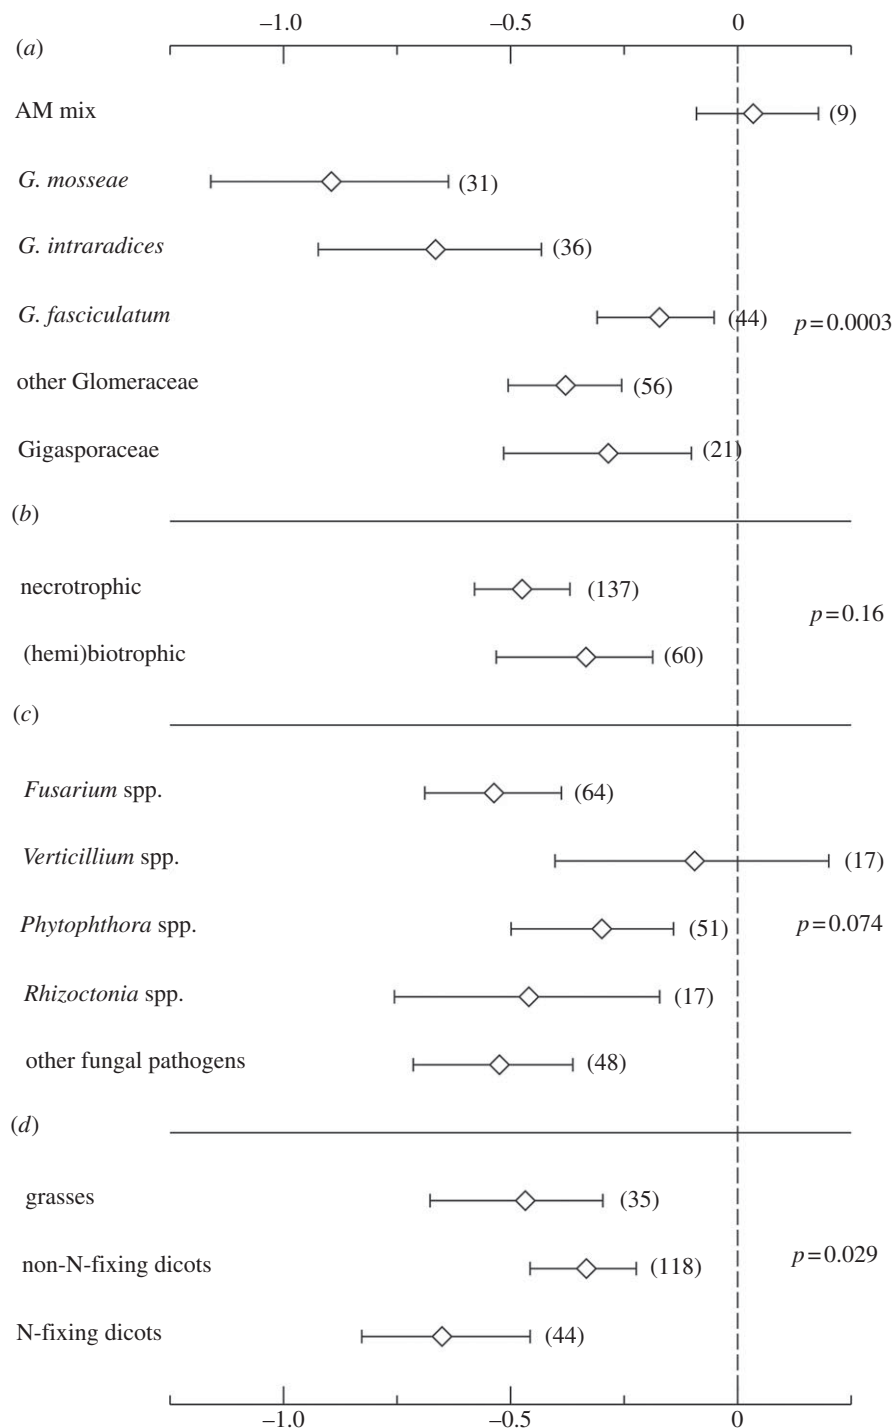 –1.0 –0.5 0
(a)
AM mix (9)
G. mosseae (31)
G. intraradices (36)
G. fasciculatum (44) p=0.0003
other Glomeraceae (56)
Gigasporaceae (21)
(b)
necrotrophic (137)
p=0.16
(hemi)biotrophic (60)
(c)
Fusarium spp. (64)
Verticillium spp. (17)
Phytophthora spp. (51) p=0.074
Rhizoctonia spp. (17)
other fungal pathogens (48)
(d)
grasses (35)
non-N-fixing dicots (118) p=0.029
N-fixing dicots (44)
–1.0 –0.5 0